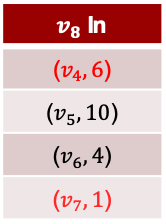 v₈ In
(v₄, 6)
(v₅, 10)
(v₆, 4)
(v₇, 1)